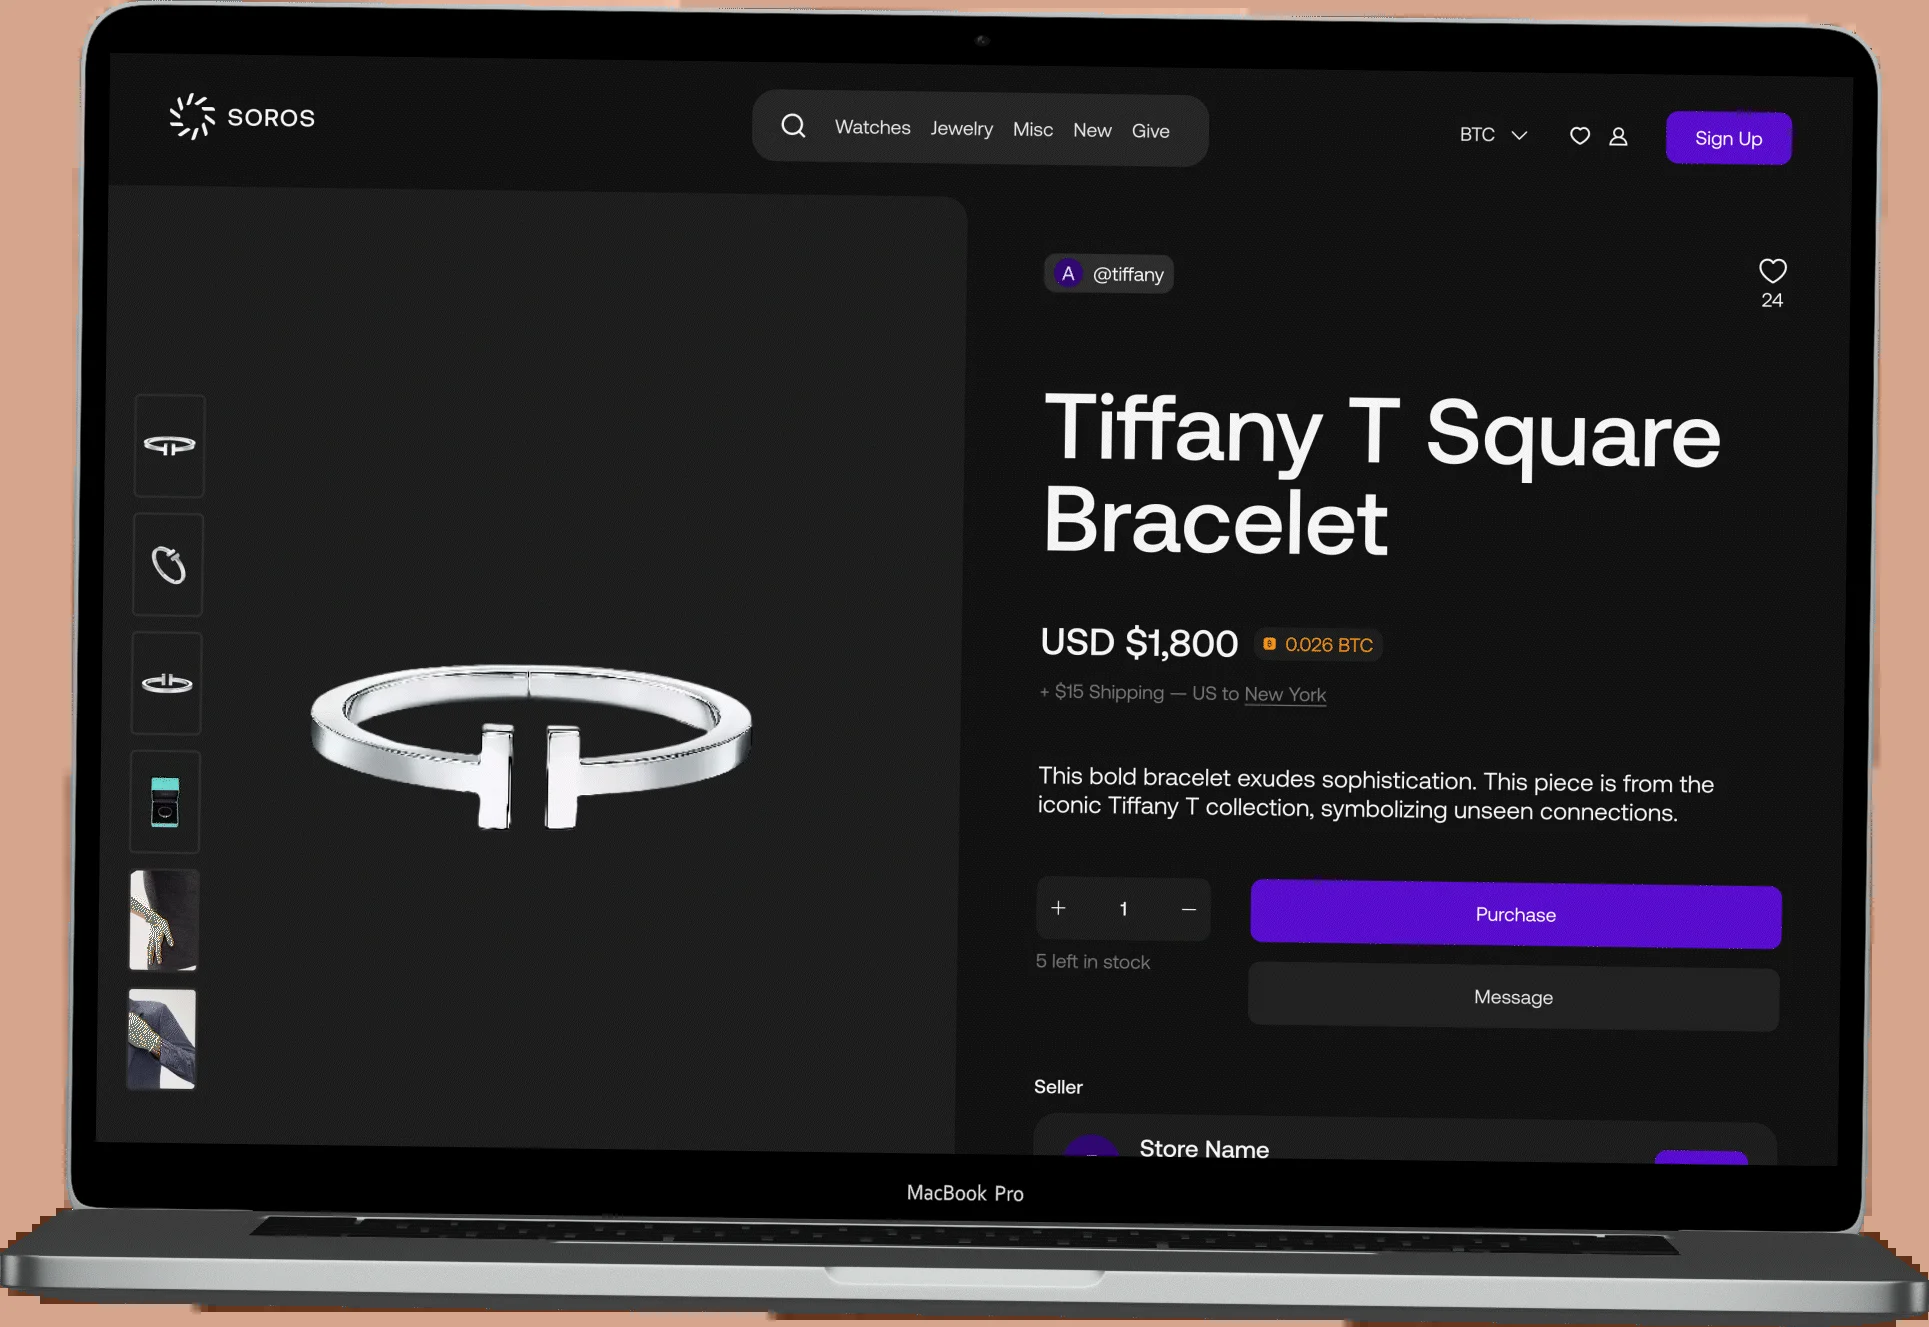 SOROS
Watches Jewelry Misc New Give
BTC
Sign Up
A @tiffany
24
Tiffany T Square
Bracelet
USD $1,800 0.026 BTC
+ $15 Shipping — US to New York
This bold bracelet exudes sophistication. This piece is from the
iconic Tiffany T collection, symbolizing unseen connections.
+ 1 −
Purchase
5 left in stock
Message
Seller
Store Name
MacBook Pro